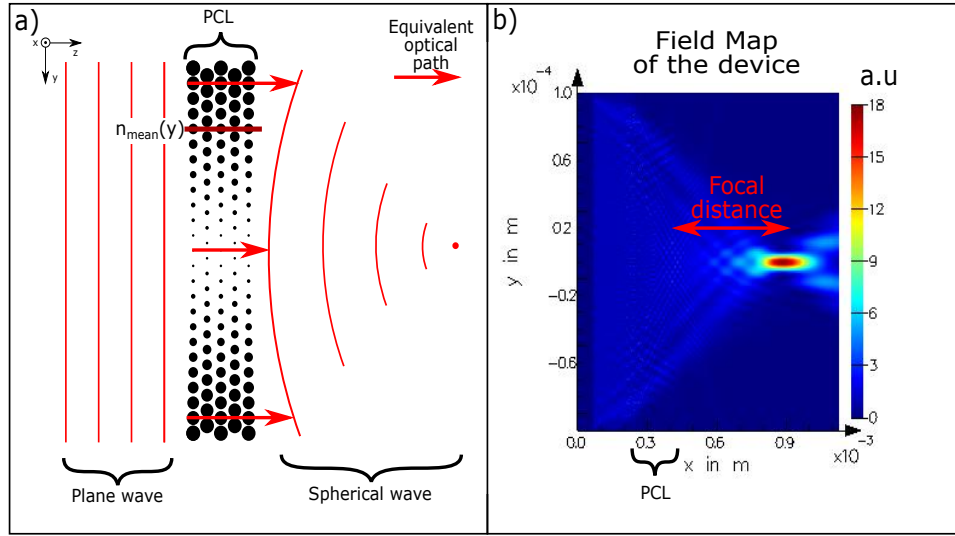 a)
x
z
y
PCL
Equivalent
optical
path
nmean(y)
Plane wave
Spherical wave
b)
Field Map
of the device
x10-4
a.u
1.0
0.6
0.2
-0.2
-0.6
y in m
Focal
distance
18
15
12
9
6
3
0
0.0 0.3 0.6 0.9
x10-3
x in m
PCL